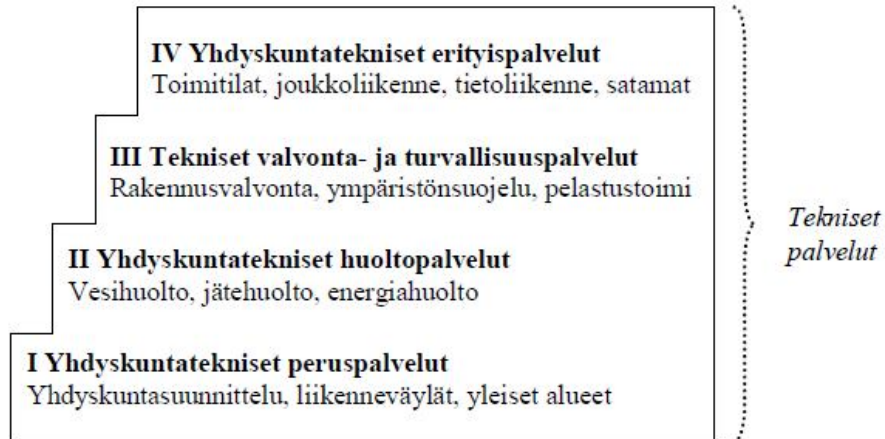 IV Yhdyskuntatekniset erityispalvelut
Toimitilat, joukkoliikenne, tietoliikenne, satamat
III Tekniset valvonta- ja turvallisuuspalvelut
Rakennusvalvonta, ympäristönsuojelu, pelastustoimi
II Yhdyskuntatekniset huoltopalvelut
Vesihuolto, jätehuolto, energiahuolto
I Yhdyskuntatekniset peruspalvelut
Yhdyskuntasuunnittelu, liikenneväylät, yleiset alueet
Tekniset
palvelut